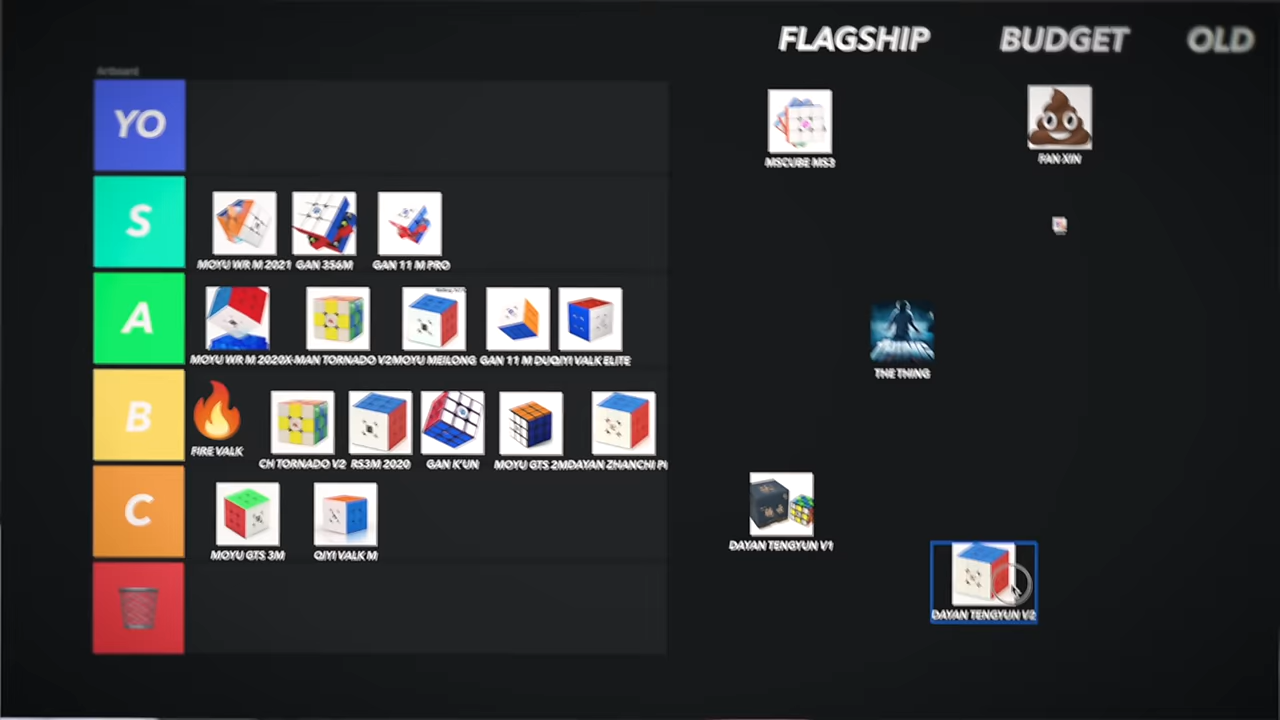 FLAGSHIP BUDGET OLD
Artboard
YO
MSCUBE MS3
FAN XIN
S
MOYU WR M 2021 GAN 356M GAN 11 M PRO
A
MOYU WR M 2020 X-MAN TORNADO V2 MOYU MEILONG GAN 11 M DU QIYI VALK ELITE
THE THING
B
FIRE VALK
CH TORNADO V2 RS3M 2020 GAN K'UN MOYU GTS 2M DAYAN ZHANCHI P
C
MOYU GTS 3M QIYI VALK M
DAYAN TENGYUN V1
DAYAN TENGYUN V2